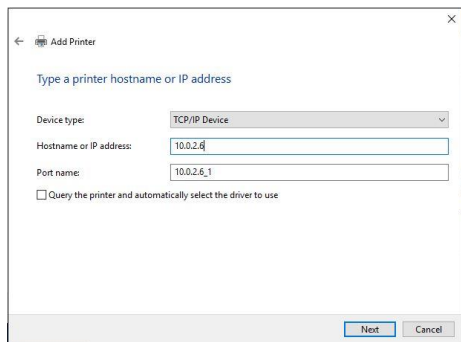 Add Printer
Type a printer hostname or IP address
Device type: TCP/IP Device
Hostname or IP address: 10.0.2.6
Port name: 10.0.2.6_1
Query the printer and automatically select the driver to use
Next Cancel